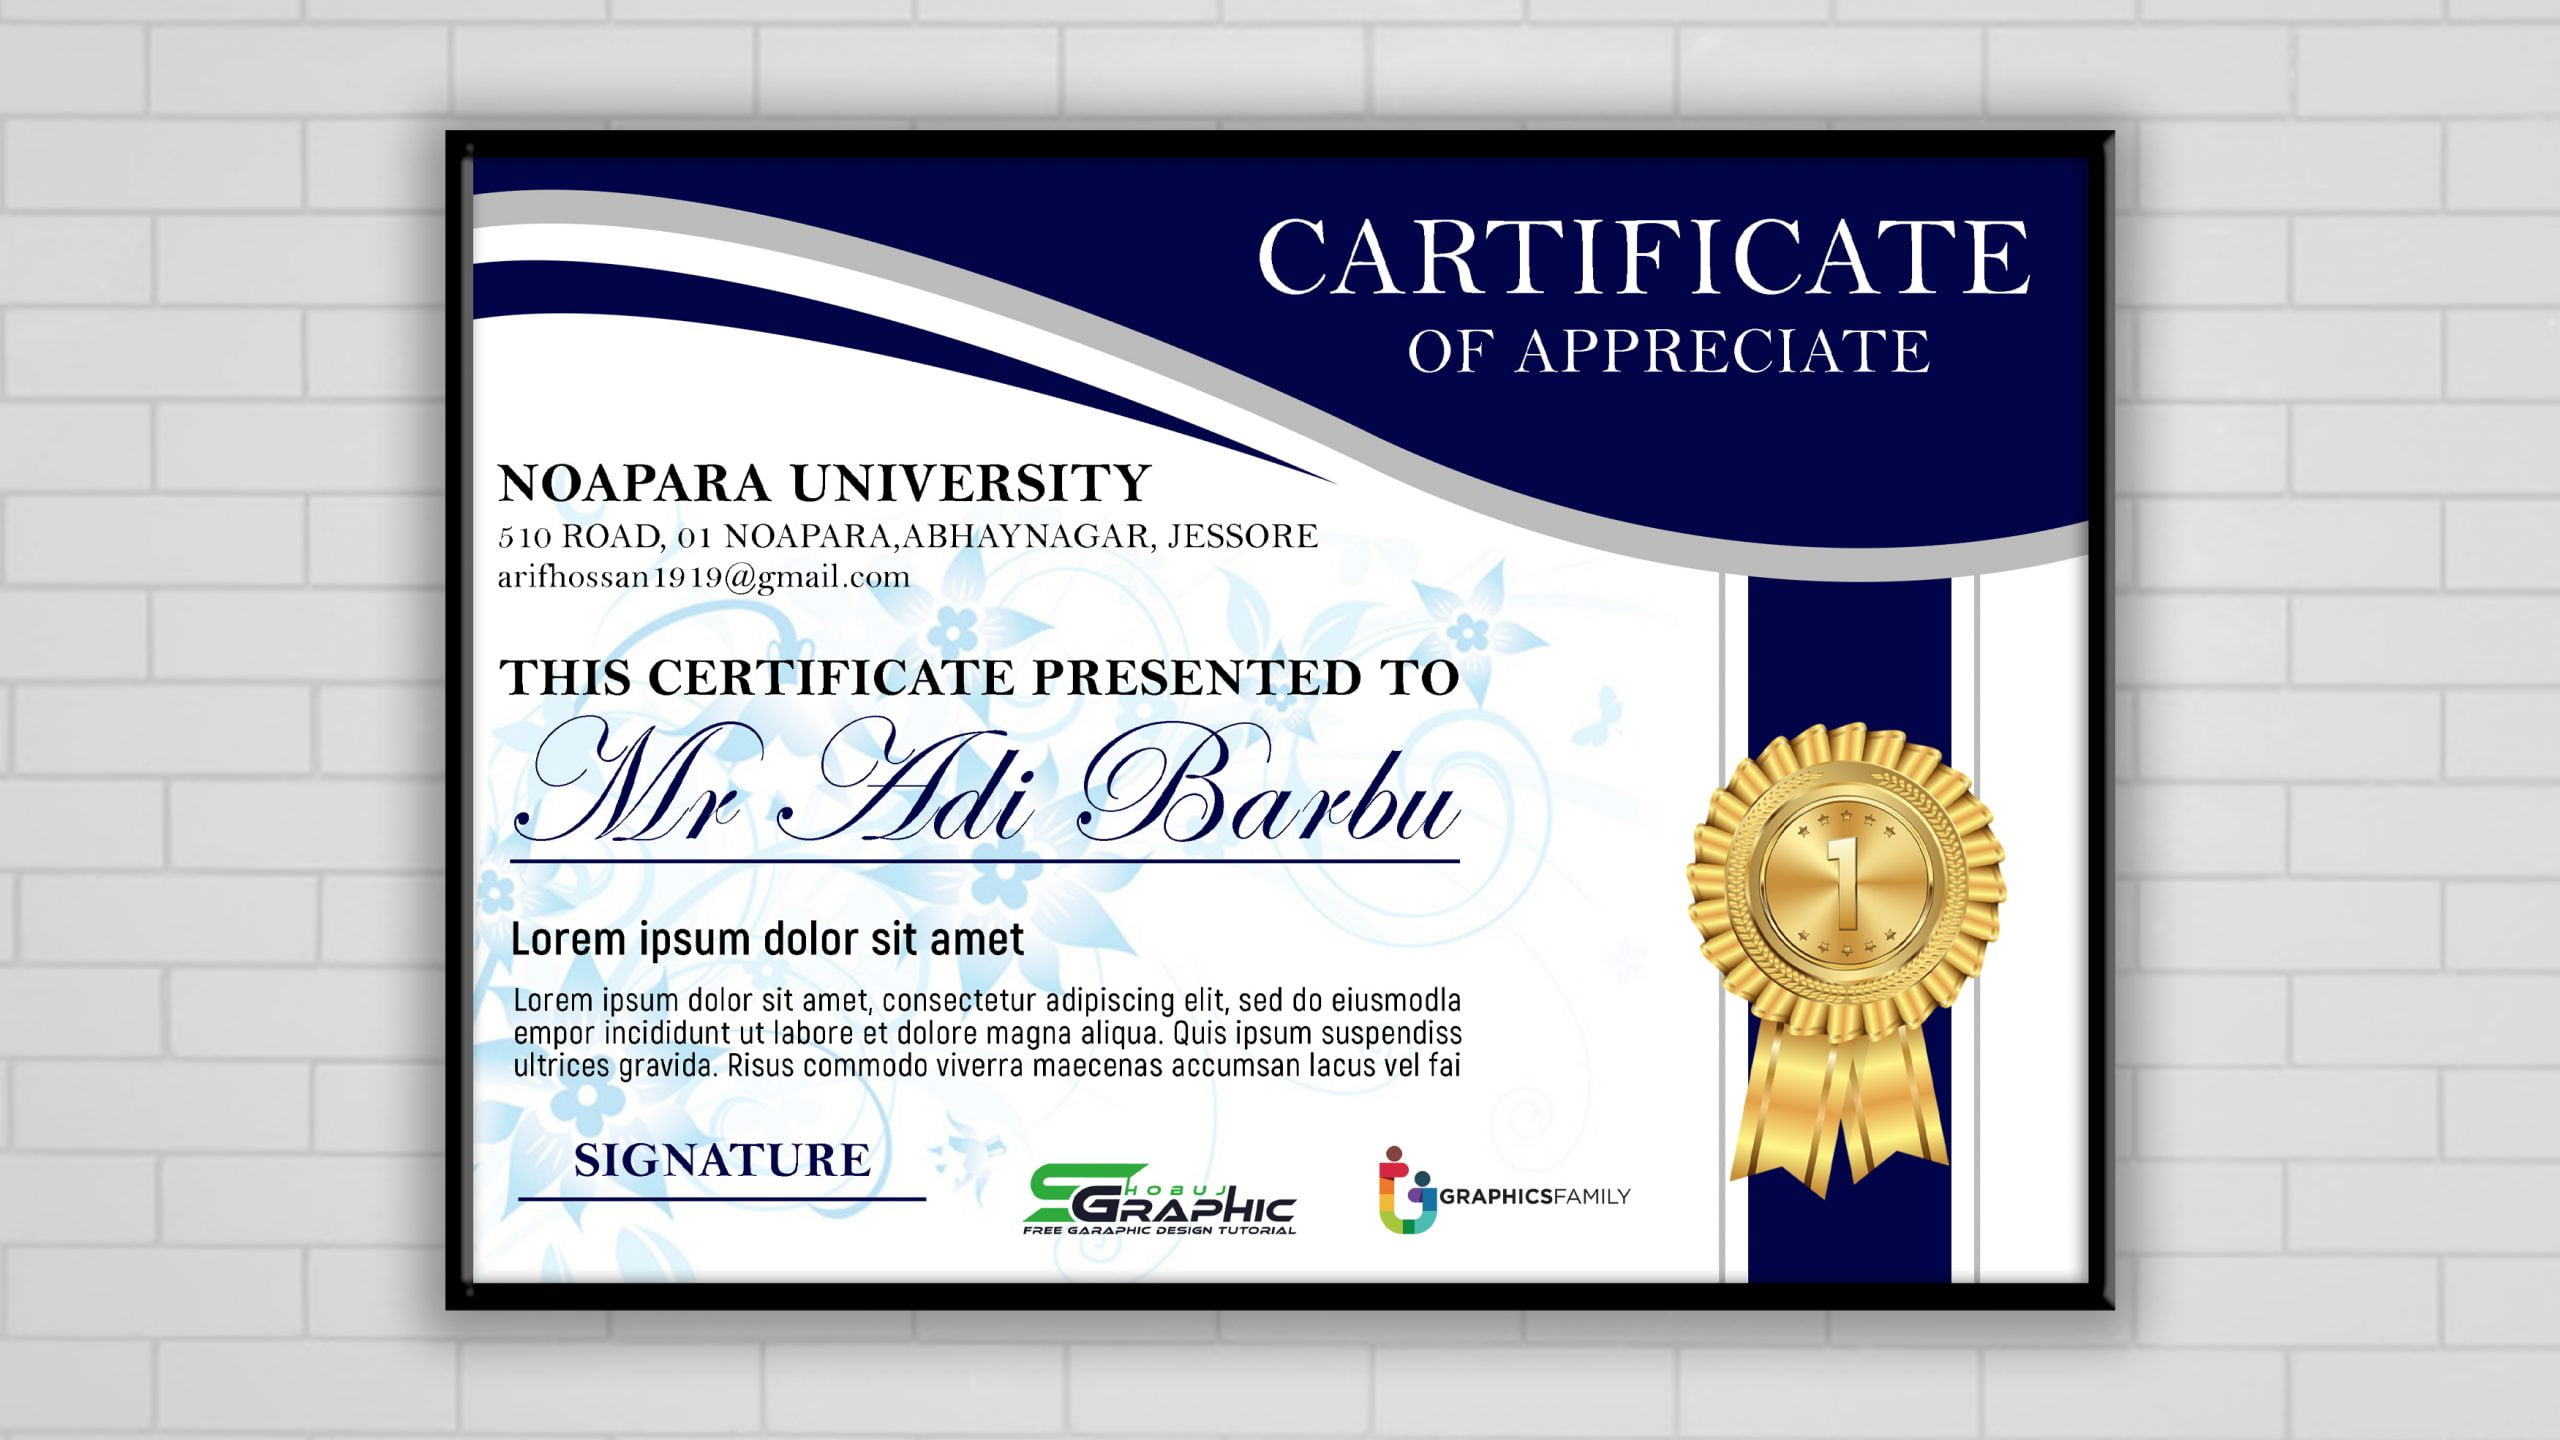 CARTIFICATE
OF APPRECIATE
NOAPARA UNIVERSITY
510 ROAD, 01 NOAPARA,ABHAYNAGAR, JESSORE
arifhossan1919@gmail.com
THIS CERTIFICATE PRESENTED TO
Mr Adi Barbu
Lorem ipsum dolor sit amet
Lorem ipsum dolor sit amet, consectetur adipiscing elit, sed do eiusmodla
empor incididunt ut labore et dolore magna aliqua. Quis ipsum suspendiss
ultrices gravida. Risus commodo viverra maecenas accumsan lacus vel fai
1
SIGNATURE
SHOBUJ
GRAPHIC
FREE GARAPHIC DESIGN TUTORIAL
GRAPHICSFAMILY